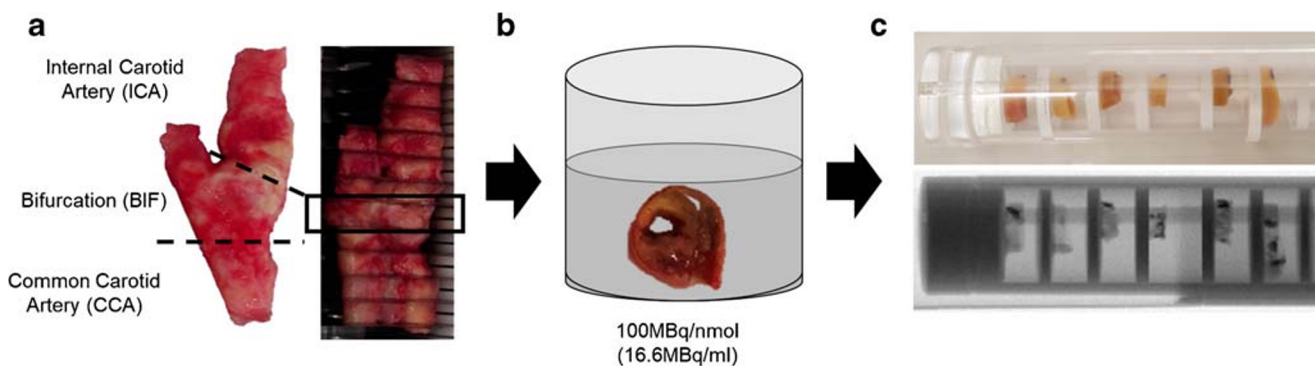 a
Internal Carotid
Artery (ICA)
Bifurcation (BIF)
Common Carotid
Artery (CCA)
b
100MBq/nmol
(16.6MBq/ml)
c